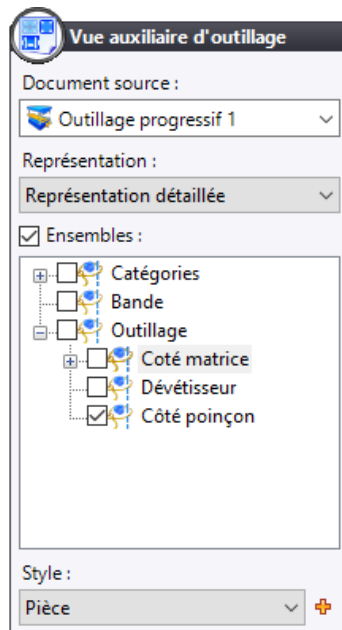 Vue auxiliaire d'outillage
Document source :
Outillage progressif 1
Représentation :
Représentation détaillée
Ensembles :
Catégories
Bande
Outillage
Coté matrice
Dévétisseur
Côté poinçon
Style :
Pièce